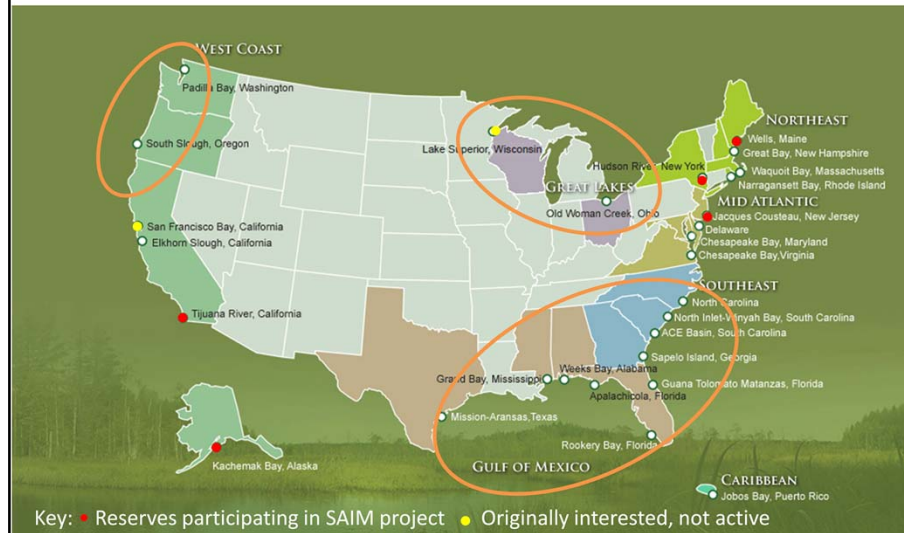 WEST COAST
Padilla Bay, Washington
South Slough, Oregon
San Francisco Bay, California
Elkhorn Slough, California
Tijuana River, California
Kachemak Bay, Alaska
Lake Superior, Wisconsin
GREAT LAKES
Old Woman Creek, Ohio
Hudson River, New York
NORTHEAST
Wells, Maine
Great Bay, New Hampshire
Waquoit Bay, Massachusetts
Narragansett Bay, Rhode Island
MID ATLANTIC
Jacques Cousteau, New Jersey
Delaware
Chesapeake Bay, Maryland
Chesapeake Bay,Virginia
SOUTHEAST
North Carolina
North Inlet-Winyah Bay, South Carolina
ACE Basin, South Carolina
Sapelo Island, Georgia
Guana Tolomato Matanzas, Florida
Weeks Bay, Alabama
Grand Bay, Mississippi
Apalachicola, Florida
Mission-Aransas,Texas
Rookery Bay, Florida
GULF OF MEXICO
CARIBBEAN
Jobos Bay, Puerto Rico
Key: Reserves participating in SAIM project Originally interested, not active